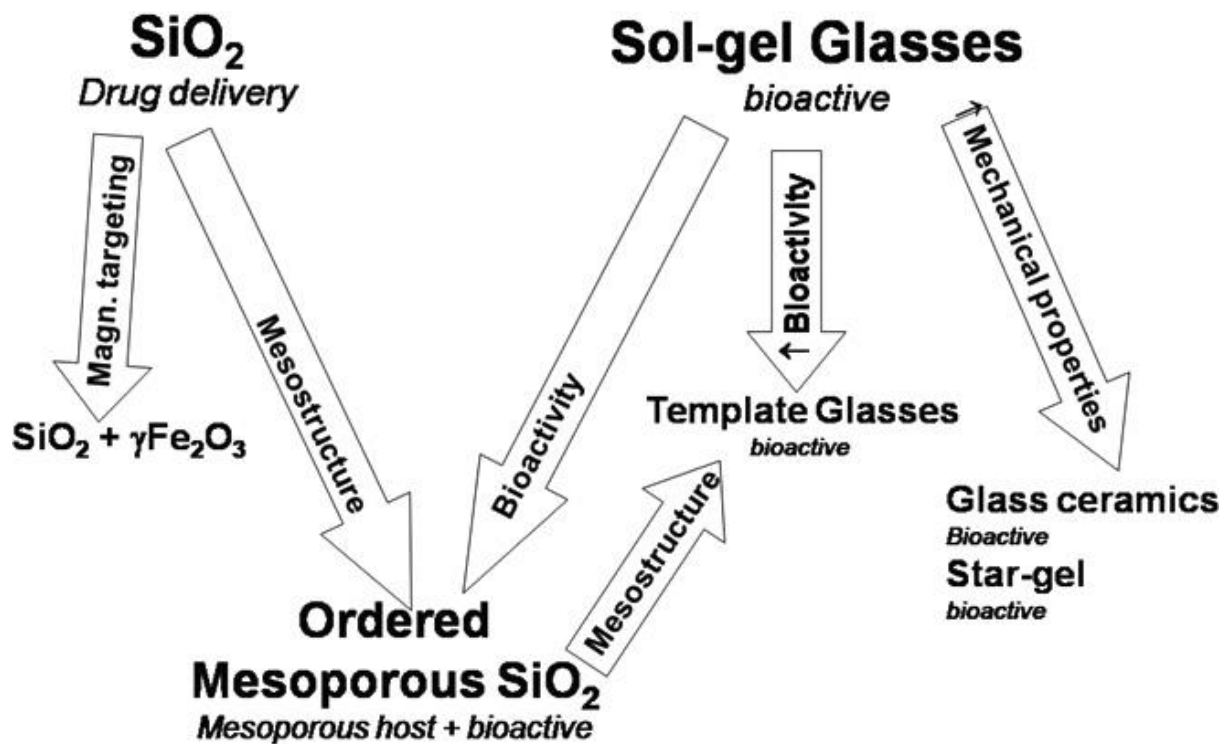 SiO₂
Drug delivery
Sol-gel Glasses
bioactive
Magn. targeting
Mesostructure
Bioactivity
↑ Bioactivity
↑ Mechanical properties
SiO₂ + γFe₂O₃
Template Glasses
bioactive
Mesostructure
Glass ceramics
Bioactive
Star-gel
bioactive
Ordered
Mesoporous SiO₂
Mesoporous host + bioactive